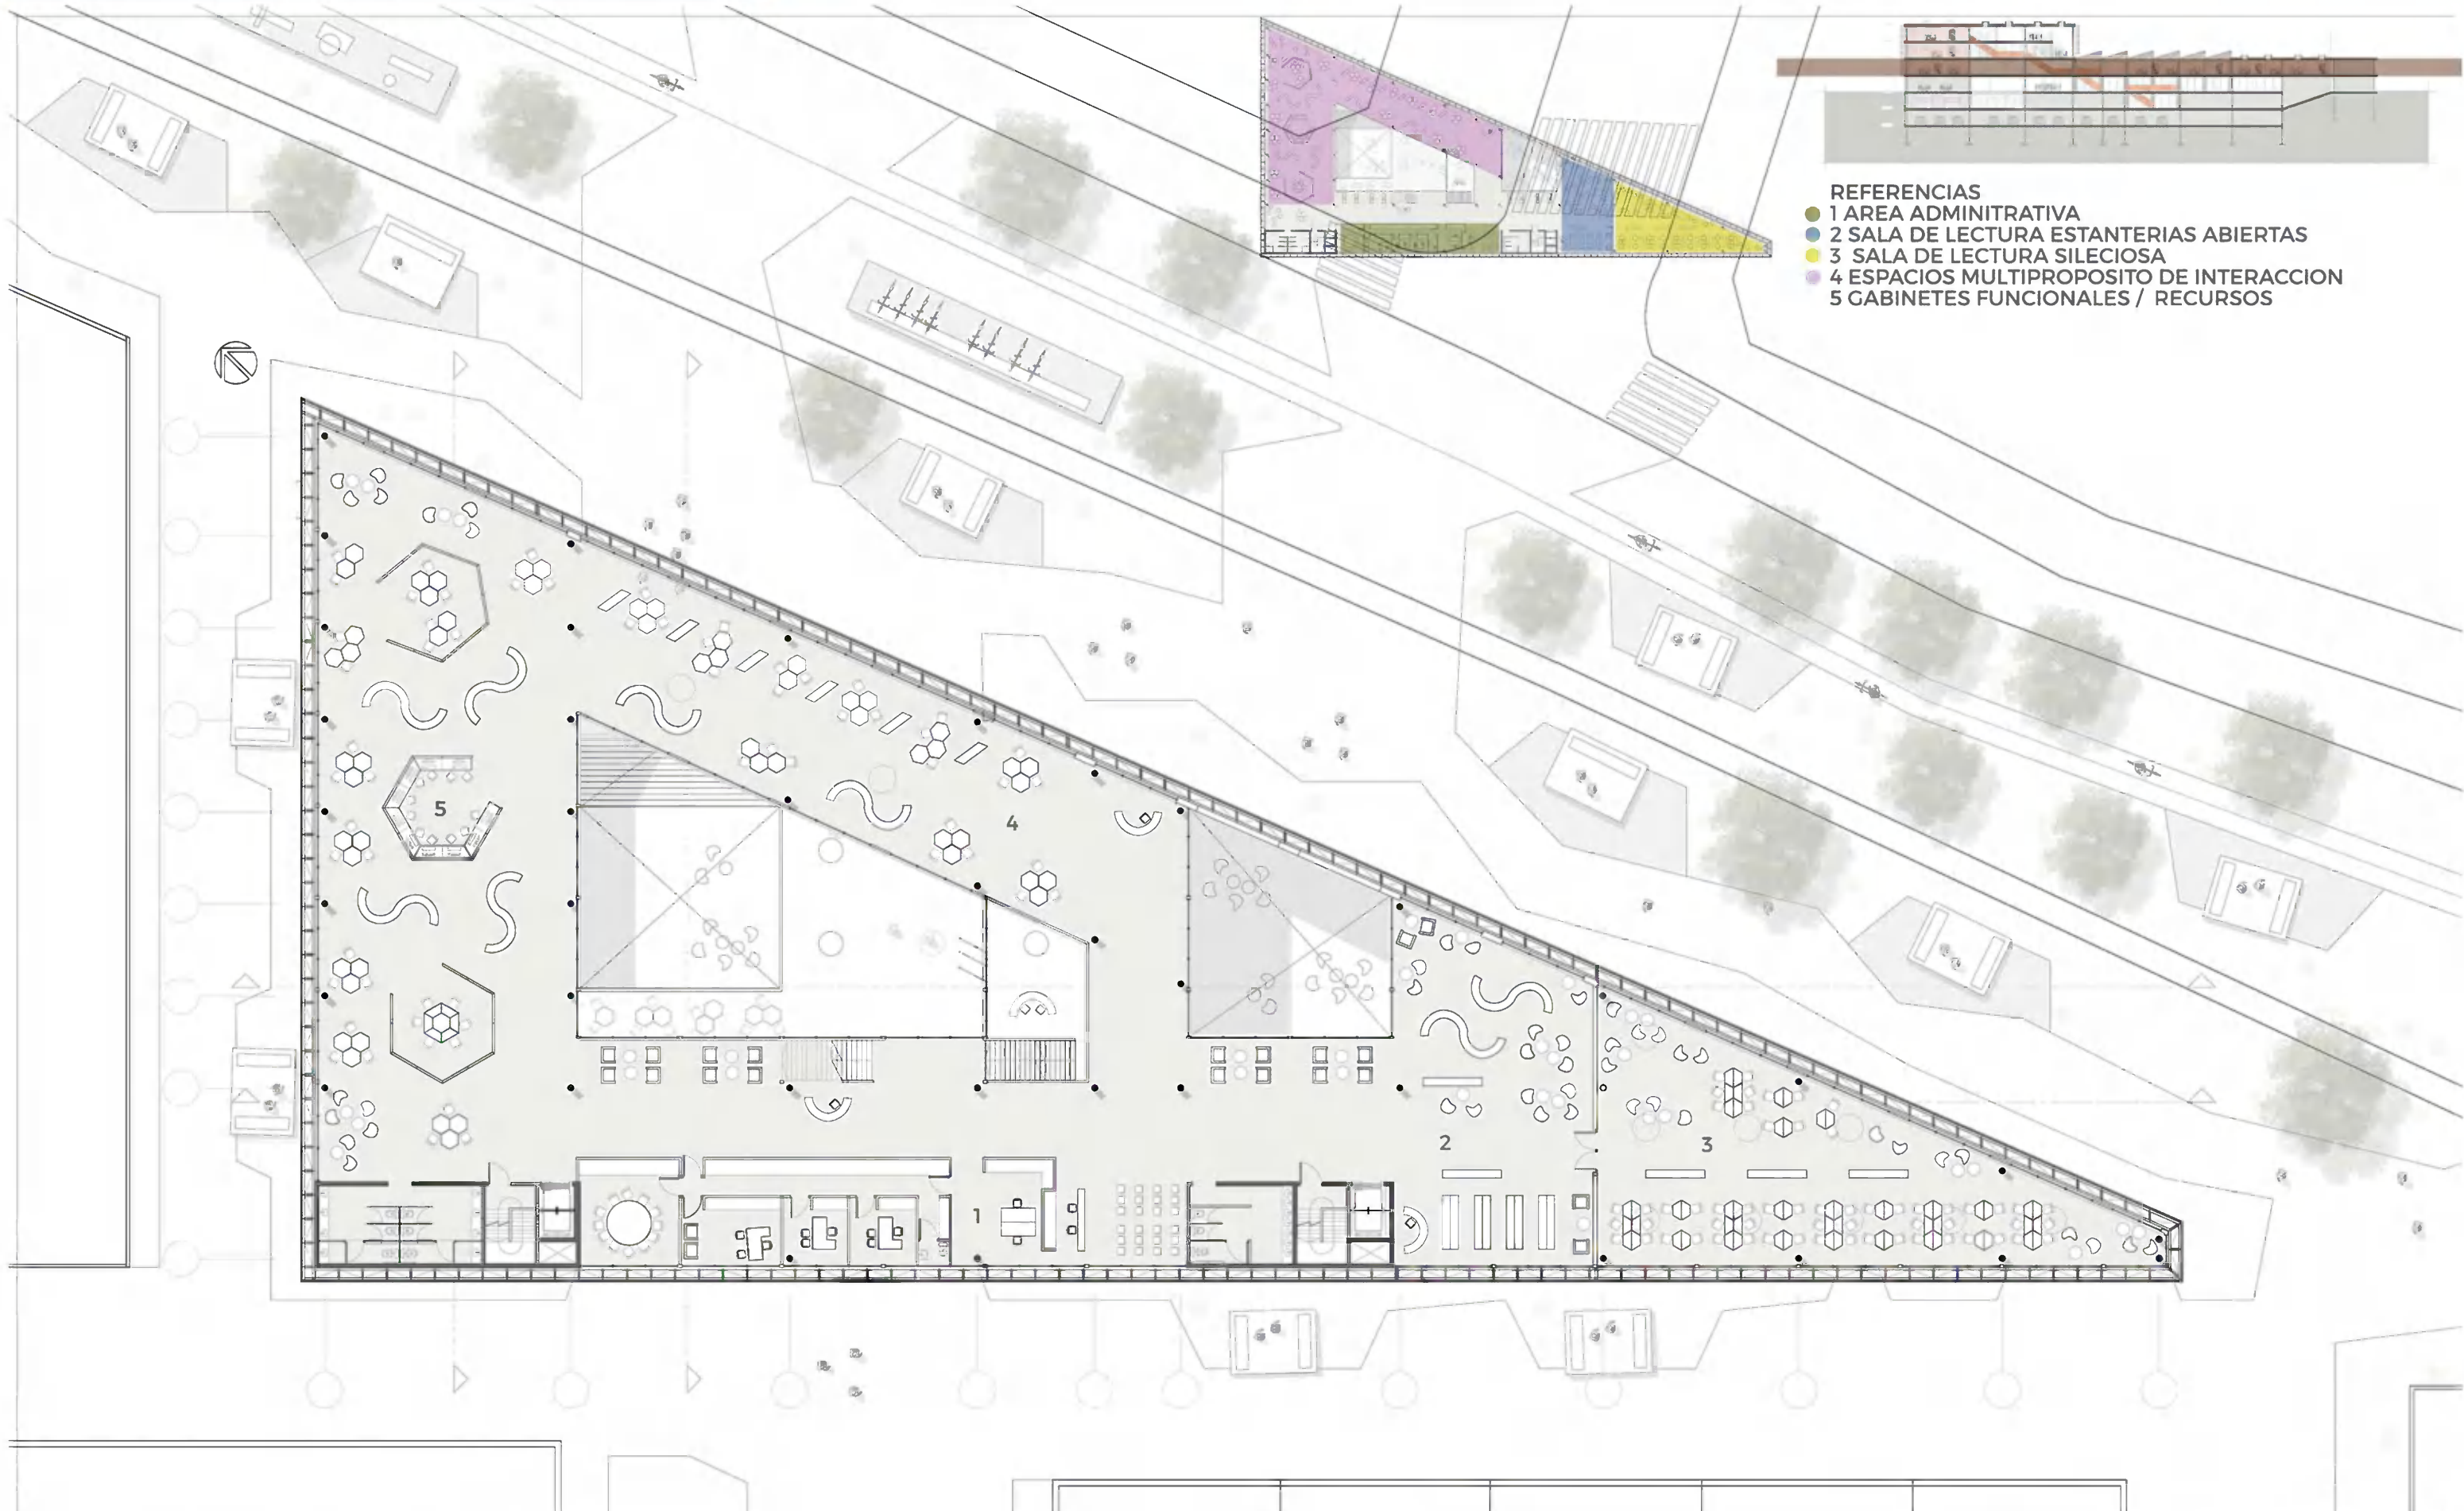 REFERENCIAS
1 AREA ADMINITRATIVA
2 SALA DE LECTURA ESTANTERIAS ABIERTAS
3 SALA DE LECTURA SILECIOSA
4 ESPACIOS MULTIPROPOSITO DE INTERACCION
5 GABINETES FUNCIONALES / RECURSOS
5
4
2
3
1